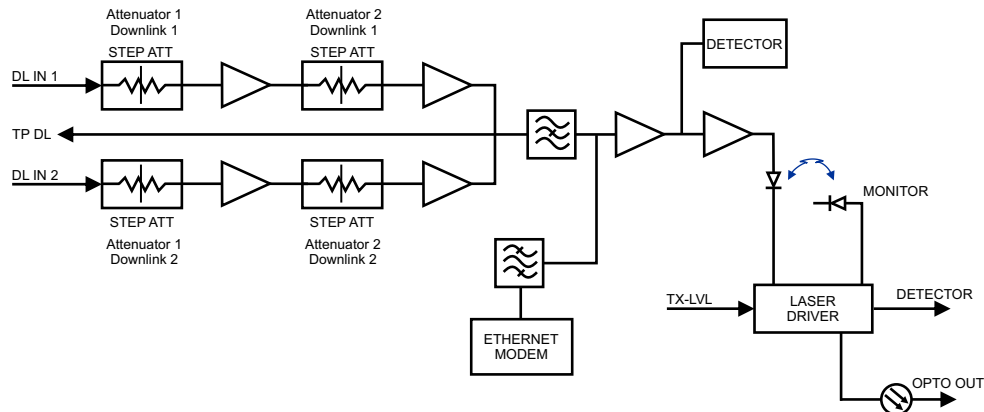 Attenuator 1
Downlink 1
Attenuator 2
Downlink 2
STEP ATT
STEP ATT
DETECTOR
DL IN 1
TP DL
DL IN 2
STEP ATT
STEP ATT
Attenuator 1
Downlink 2
Attenuator 2
Downlink 2
MONITOR
TX-LVL
LASER
DRIVER
DETECTOR
ETHERNET
MODEM
OPTO OUT